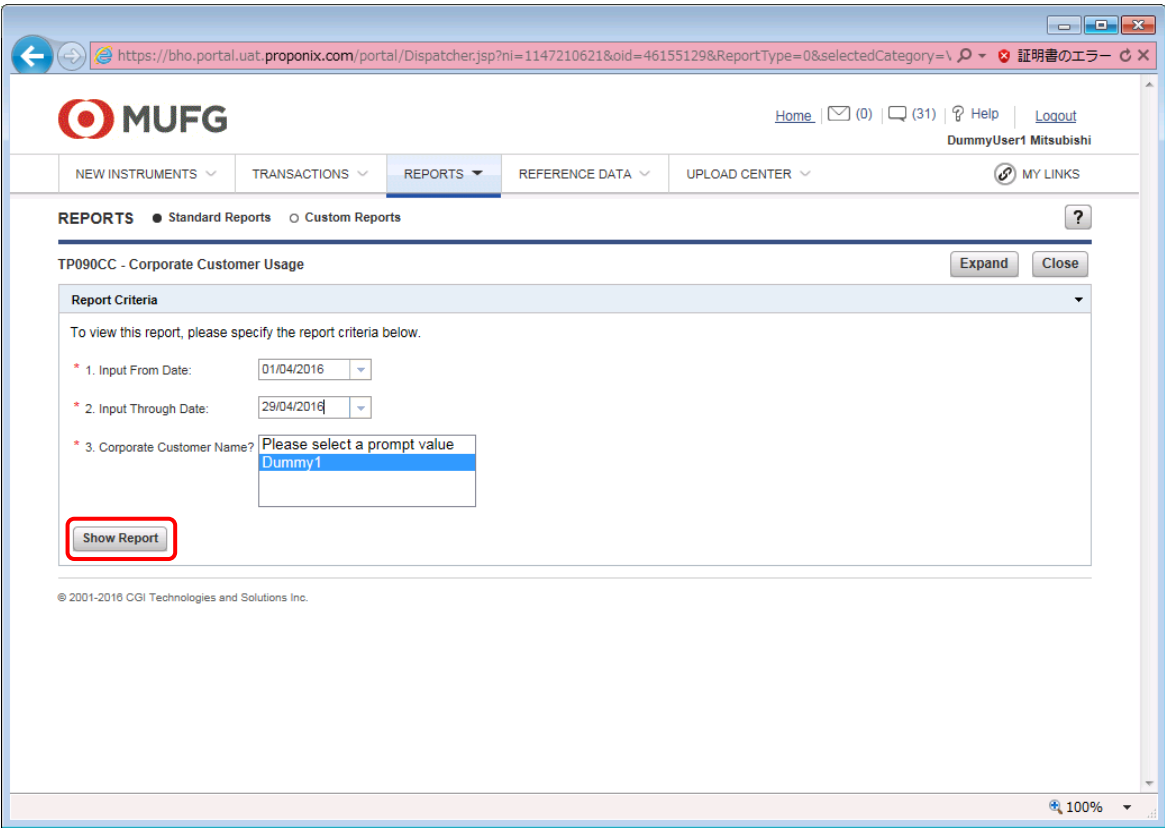 https://bho.portal.uat.proponix.com/portal/Dispatcher.jsp?ni=1147210621&oid=46155129&ReportType=0&selectedCategory=\ 証明書のエラー
MUFG
Home (0) (31) Help Logout
DummyUser1 Mitsubishi
NEW INSTRUMENTS TRANSACTIONS REPORTS REFERENCE DATA UPLOAD CENTER MY LINKS
REPORTS Standard Reports Custom Reports ?
TP090CC - Corporate Customer Usage Expand Close
Report Criteria
To view this report, please specify the report criteria below.
* 1. Input From Date: 01/04/2016
* 2. Input Through Date: 29/04/2016
* 3. Corporate Customer Name? Please select a prompt value
Dummy1
Show Report
© 2001-2016 CGI Technologies and Solutions Inc.
100%